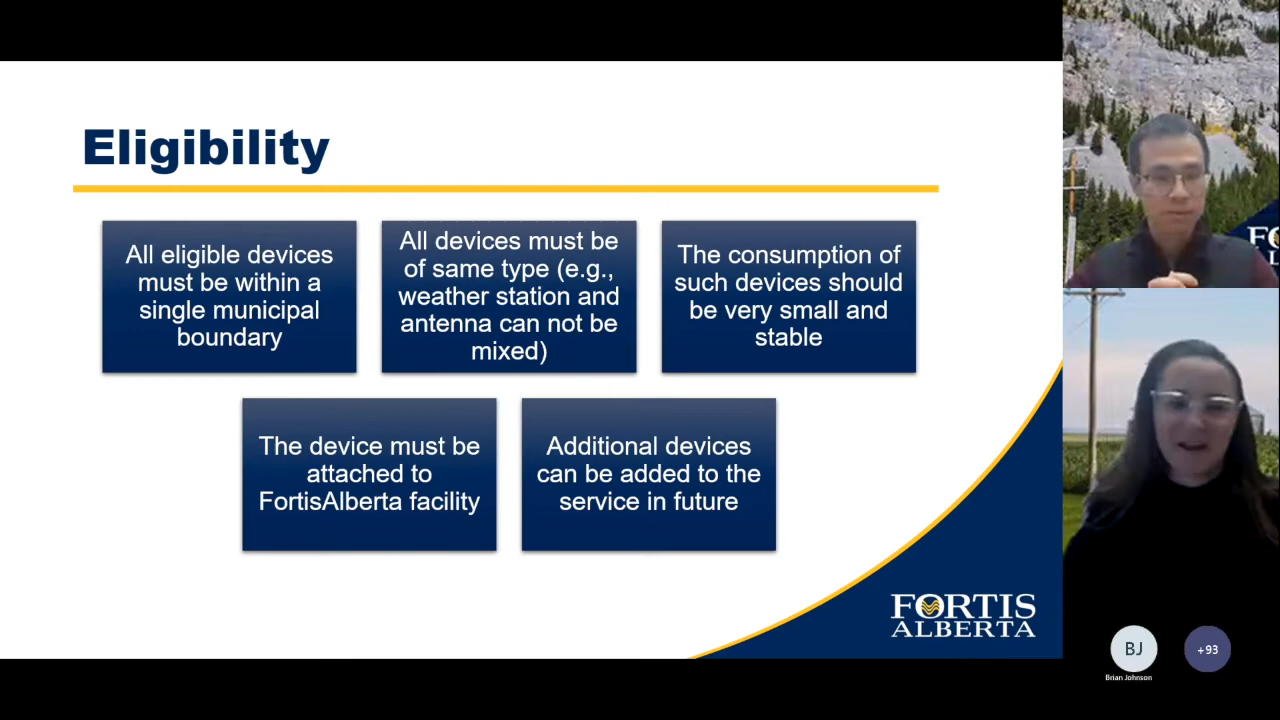 Eligibility
All eligible devices
must be within a
single municipal
boundary
All devices must be
of same type (e.g.,
weather station and
antenna can not be
mixed)
The consumption of
such devices should
be very small and
stable
The device must be
attached to
FortisAlberta facility
Additional devices
can be added to the
service in future
FORTIS
ALBERTA
BJ
Brian Johnson
+93